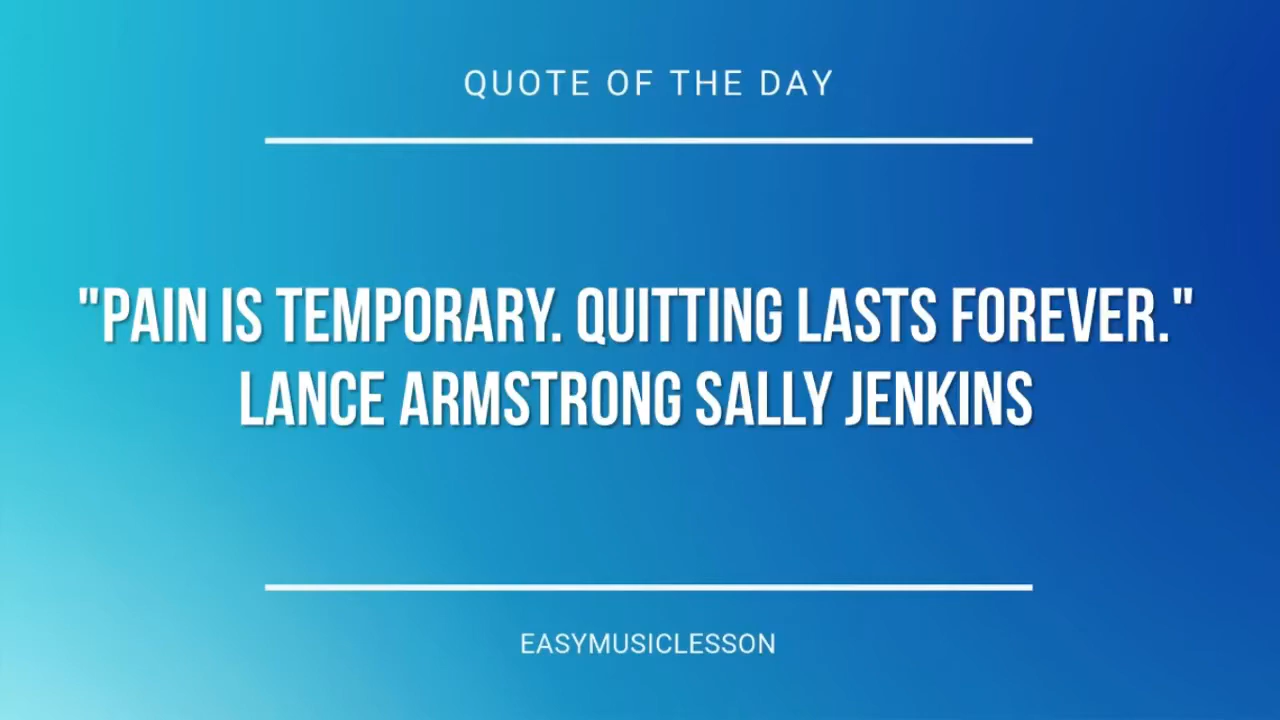 QUOTE OF THE DAY
"PAIN IS TEMPORARY. QUITTING LASTS FOREVER."
LANCE ARMSTRONG SALLY JENKINS
EASYMUSICLESSON